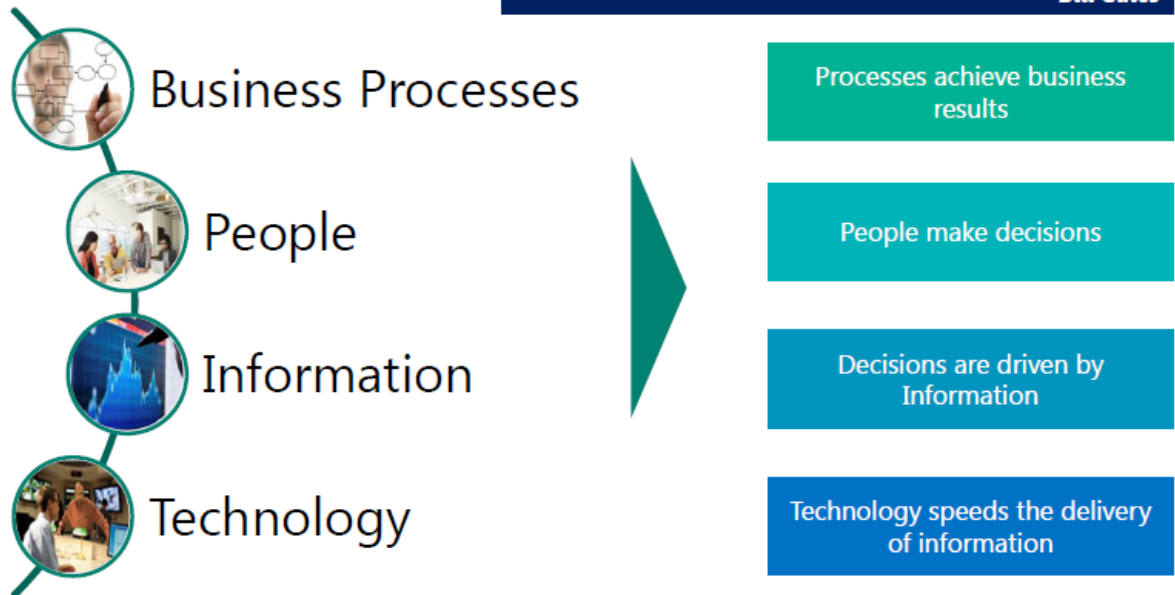 Business Processes
People
Information
Technology
Processes achieve business
results
People make decisions
Decisions are driven by
Information
Technology speeds the delivery
of information